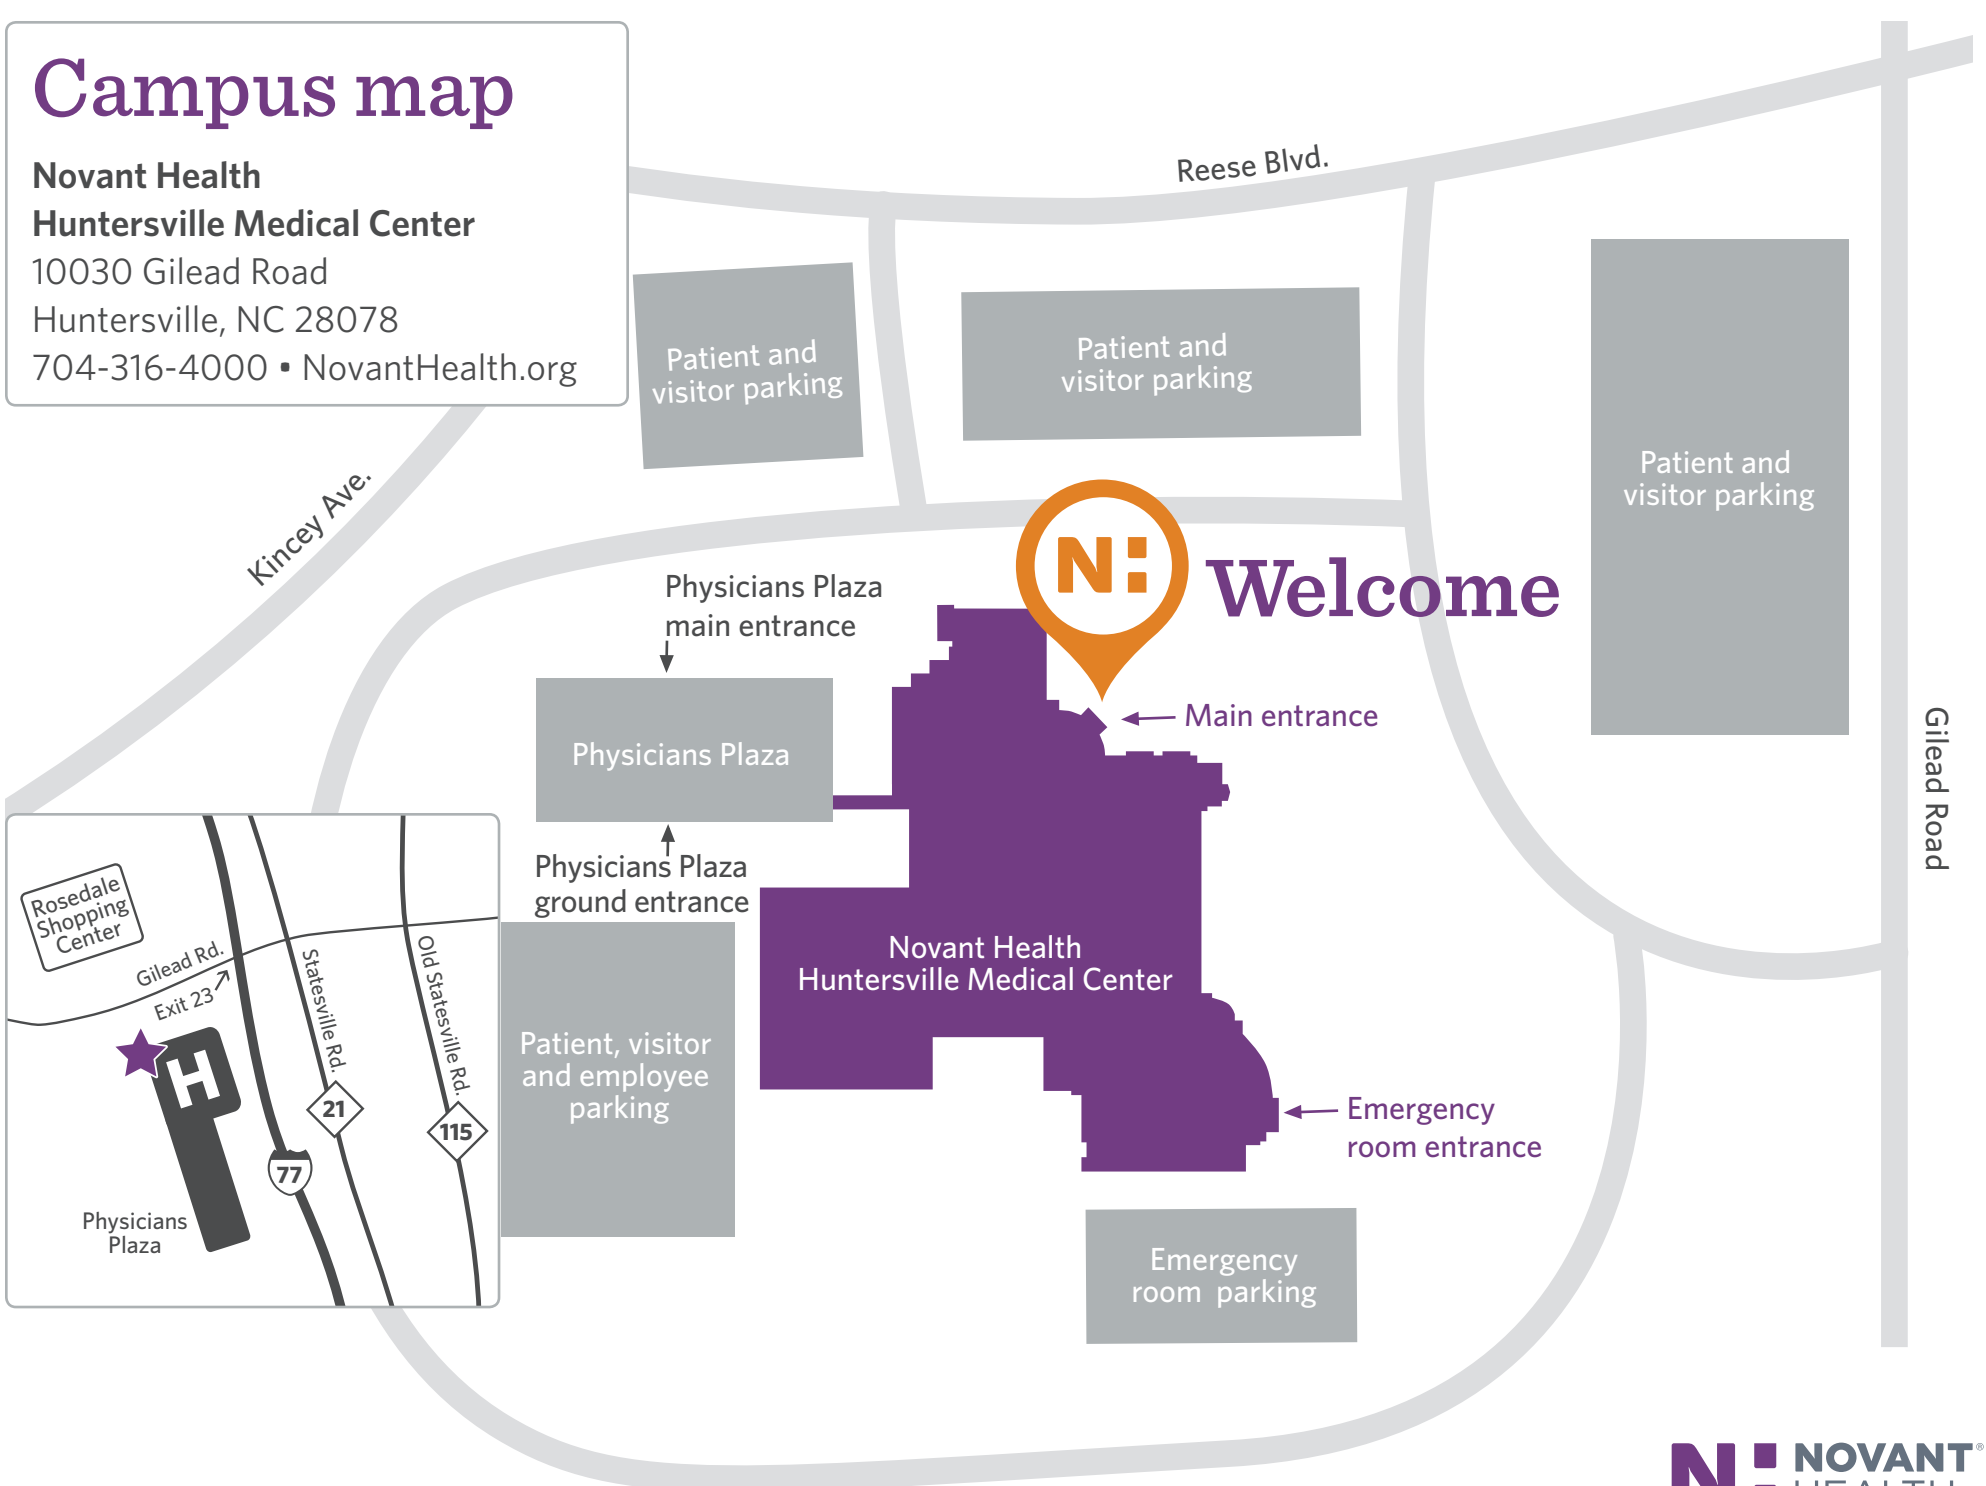 Campus map
Novant Health
Huntersville Medical Center
10030 Gilead Road
Huntersville, NC 28078
704-316-4000 • NovantHealth.org
Reese Blvd.
Kincey Ave.
Patient and
visitor parking
Patient and
visitor parking
Patient and
visitor parking
N:
Welcome
Physicians Plaza
main entrance
Main entrance
Physicians Plaza
Gilead Road
Physicians Plaza
ground entrance
Novant Health
Huntersville Medical Center
Patient, visitor
and employee
parking
Emergency
room entrance
Emergency
room parking
Rosedale
Shopping
Center
Gilead Rd.
Exit 23
Statesville Rd.
Old Statesville Rd.
H
21
115
77
Physicians
Plaza
N: NOVANT®
HEALTH